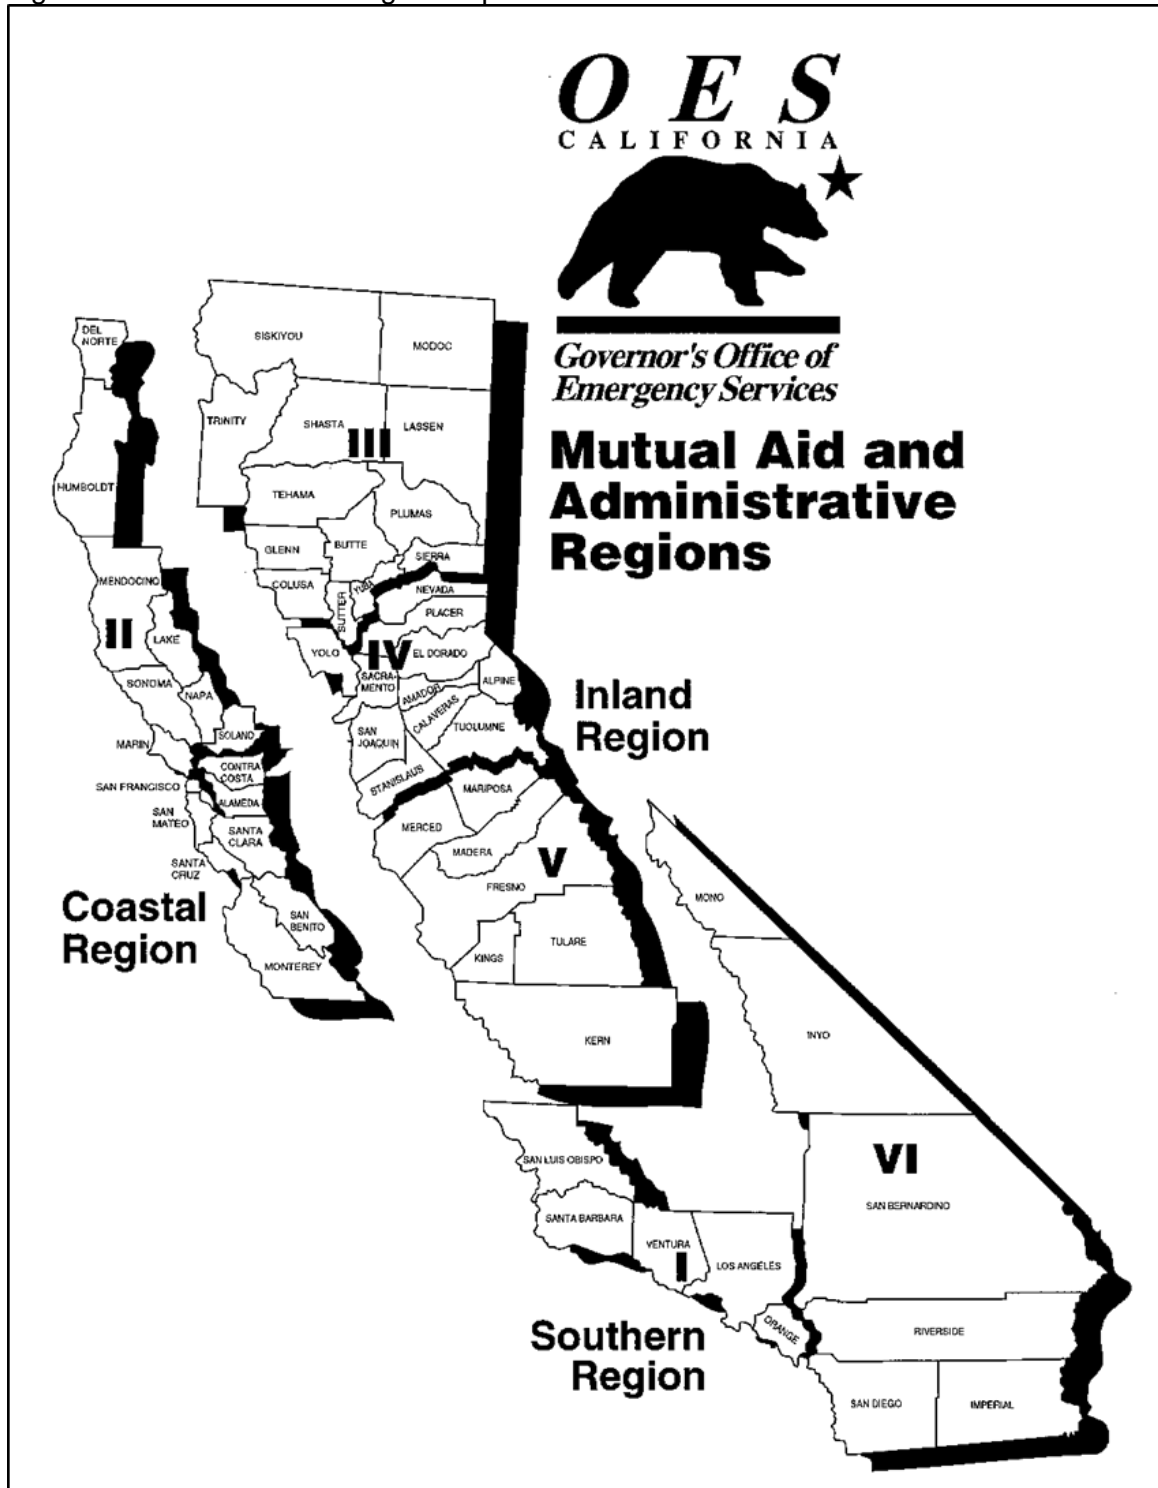 O E S
CALIFORNIA
Governor's Office of
Emergency Services
Mutual Aid and
Administrative
Regions
DEL
NORTE
HUMBOLDT
MENDOCINO
II
LAKE
SONOMA
NAPA
MARIN
SOLANO
CONTRA
COSTA
SAN FRANCISCO
ALAMEDA
SAN
MATEO
SANTA
CLARA
SANTA
CRUZ
SAN
BENITO
MONTEREY
Coastal
Region
SISKIYOU
MODOC
TRINITY
SHASTA
LASSEN
III
TEHAMA
PLUMAS
GLENN
BUTTE
SIERRA
COLUSA
SUTTER
YUBA
NEVADA
PLACER
YOLO
IV
EL DORADO
SACRA-
MENTO
AMADOR
ALPINE
CALAVERAS
TUOLUMNE
SAN
JOAQUIN
STANISLAUS
MARIPOSA
MERCED
MADERA
V
FRESNO
KINGS
TULARE
KERN
Inland
Region
MONO
INYO
VI
SAN BERNARDINO
SAN LUIS OBISPO
SANTA BARBARA
VENTURA
I
LOS ANGELES
ORANGE
RIVERSIDE
SAN DIEGO
IMPERIAL
Southern
Region